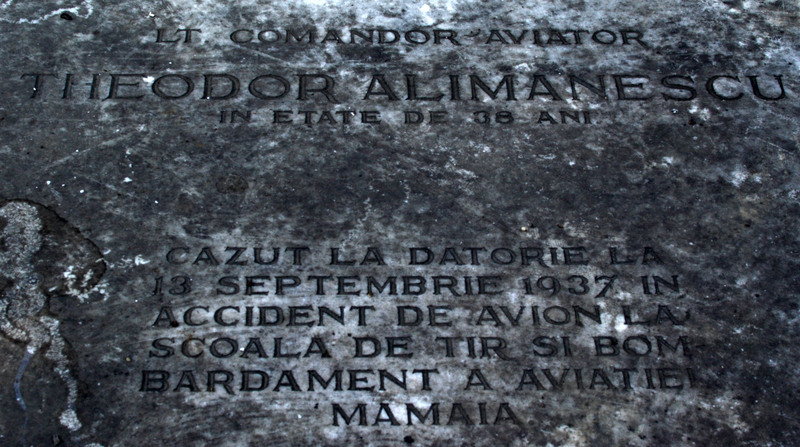 LT COMANDOR AVIATOR
THEODOR ALIMANESCU
IN ETATE DE 38 ANI
CAZUT LA DATORIE LA
13 SEPTEMBRIE 1937 IN
ACCIDENT DE AVION LA
SCOALA DE TIR SI BOM-
BARDAMENT A AVIATIEI
MAMAIA